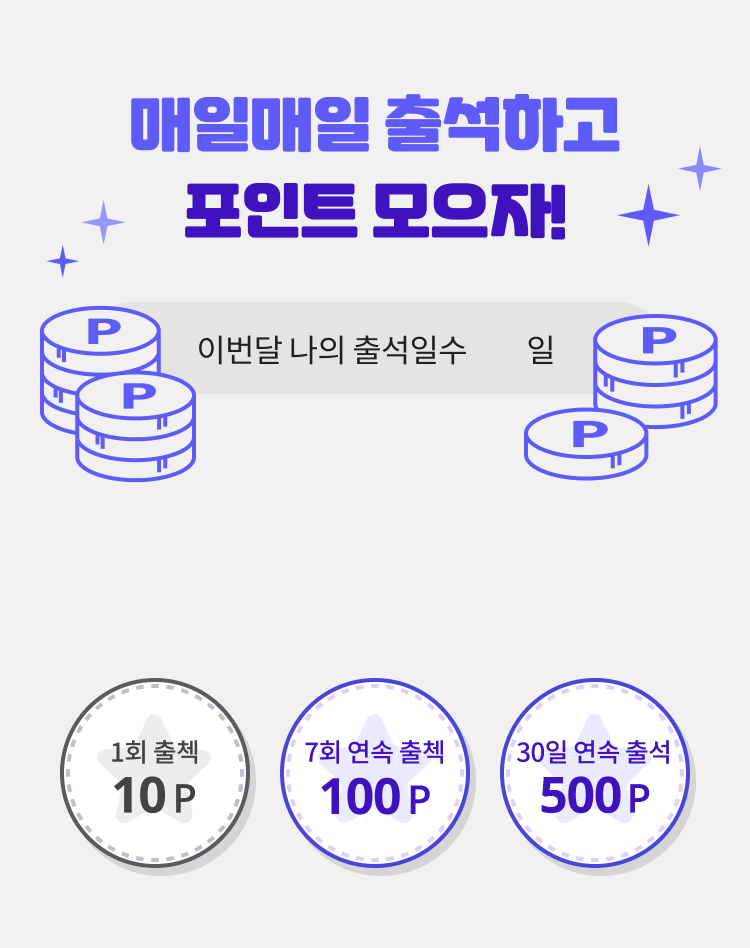 매일매일 출석하고
포인트 모으자!
P
P
이번달 나의 출석일수 일
P
P
1회 출첵
10 P
7회 연속 출첵
100 P
30일 연속 출석
500 P